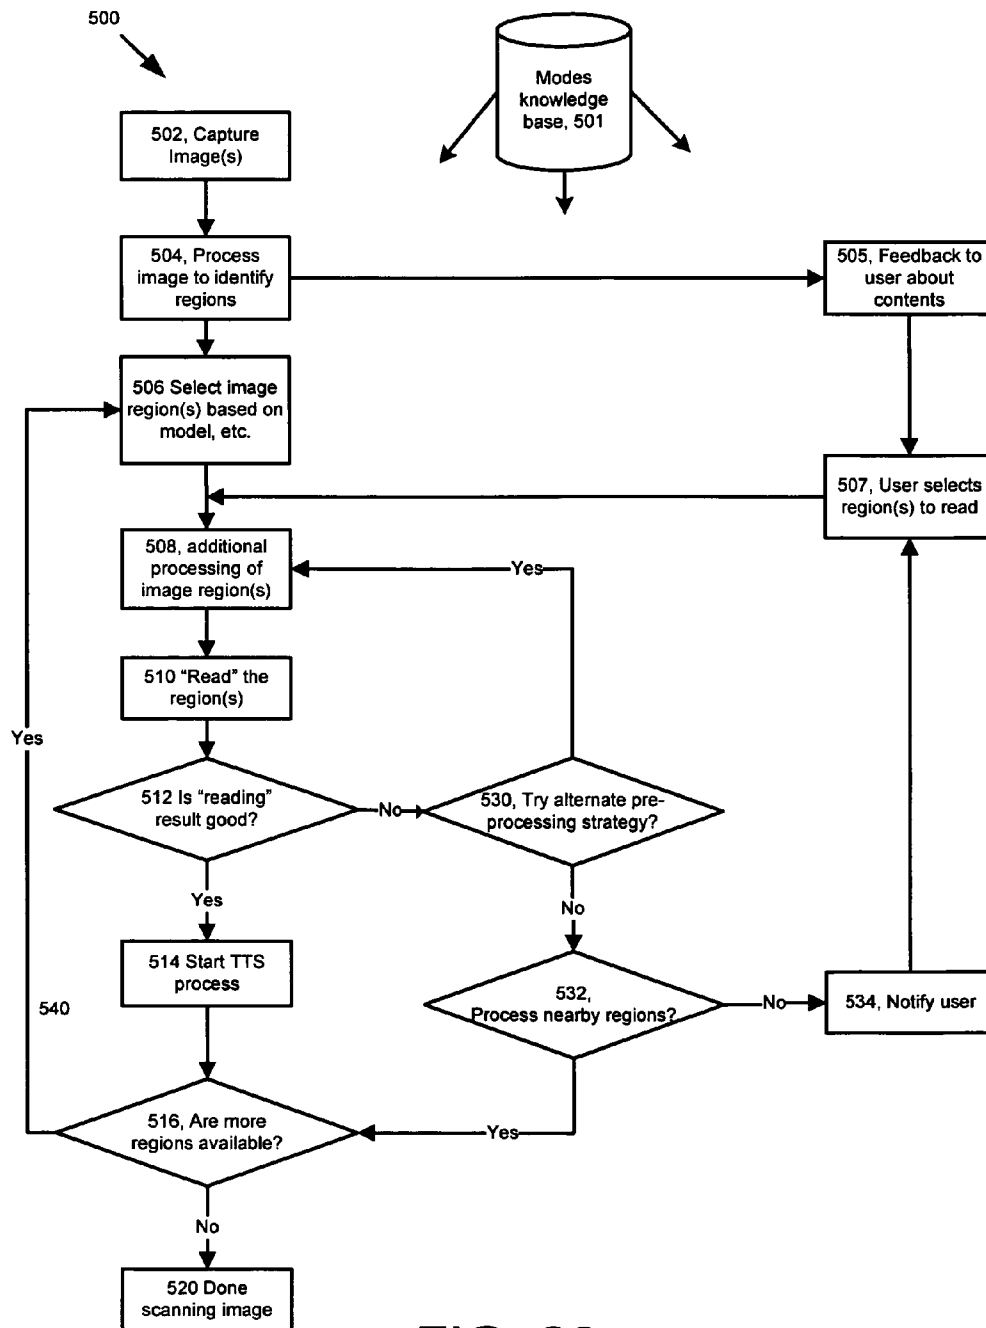 500
Modes
knowledge
base, 501
502, Capture
Image(s)
504, Process
image to identify
regions
505, Feedback to
user about
contents
506 Select image
region(s) based on
model, etc.
507, User selects
region(s) to read
508, additional
processing of
image region(s)
Yes
510 “Read” the
region(s)
Yes
512 Is “reading”
result good?
No
530, Try alternate pre-
processing strategy?
Yes
No
514 Start TTS
process
532,
Process nearby regions?
No
534, Notify user
540
516, Are more
regions available?
Yes
No
520 Done
scanning image